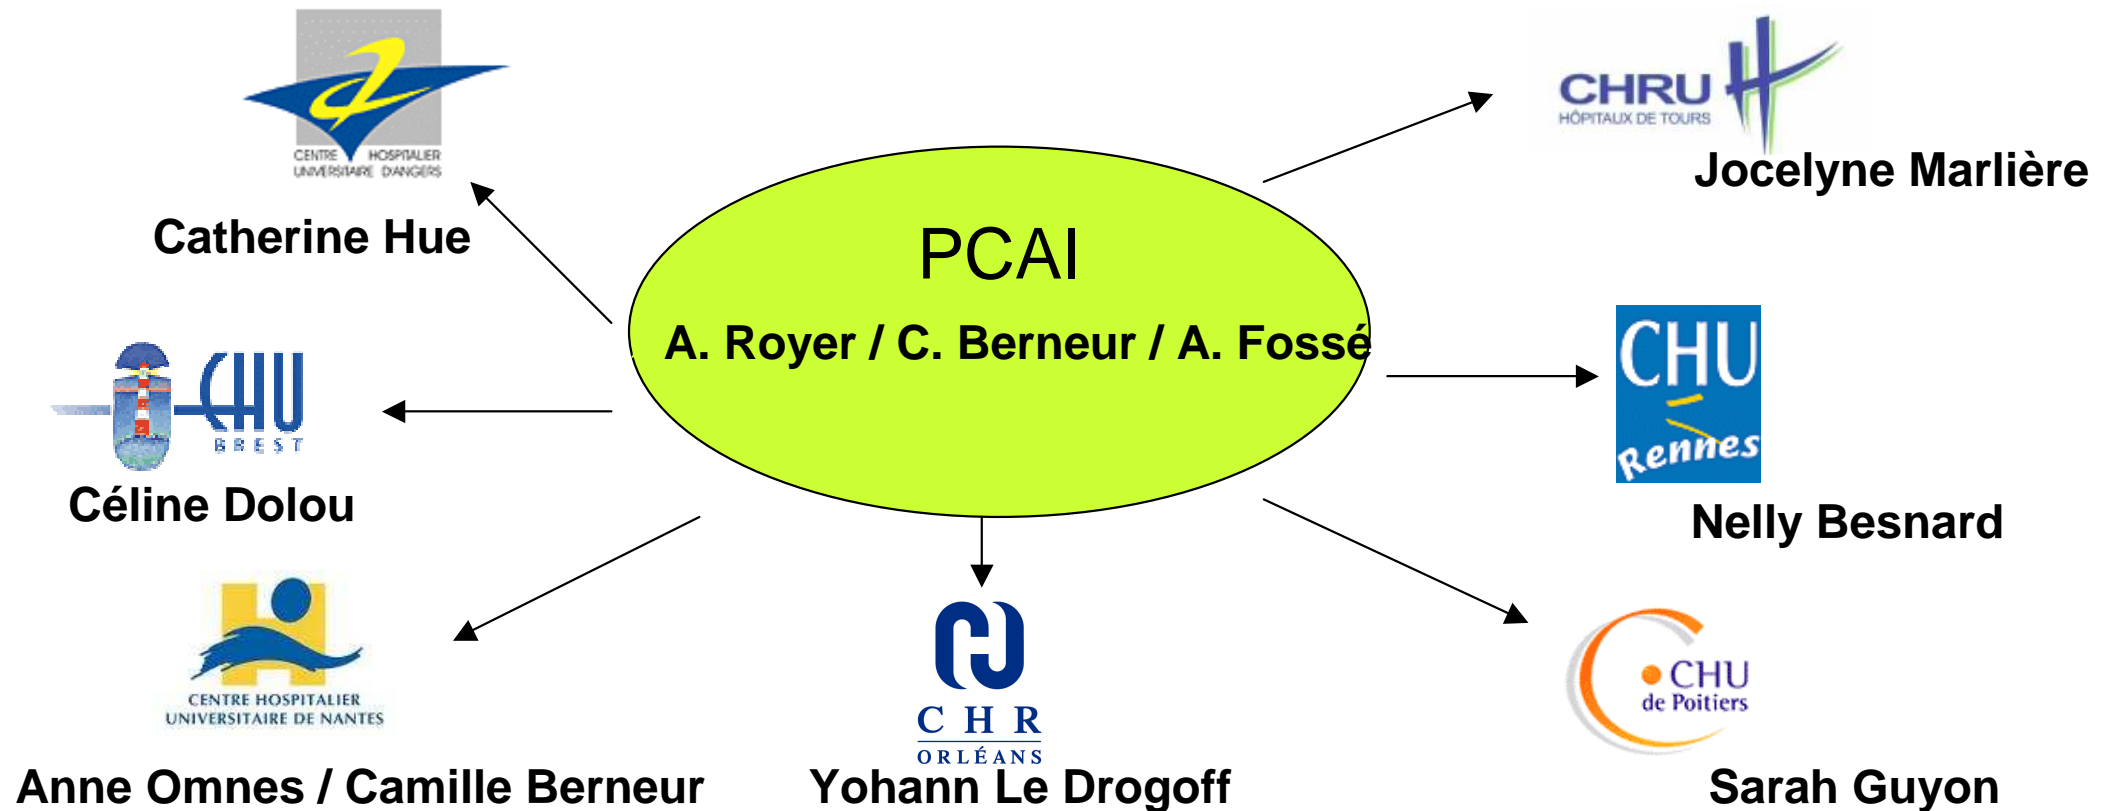 CENTRE HOSPITALIER
UNIVERSITAIRE D'ANGERS
Catherine Hue
CHRU
HÔPITAUX DE TOURS
Jocelyne Marlière
PCAI
A. Royer / C. Berneur / A. Fossé
CHU
BREST
Céline Dolou
CHU
Rennes
Nelly Besnard
CENTRE HOSPITALIER
UNIVERSITAIRE DE NANTES
Anne Omnes / Camille Berneur
CHR
ORLÉANS
Yohann Le Drogoff
CHU
de Poitiers
Sarah Guyon